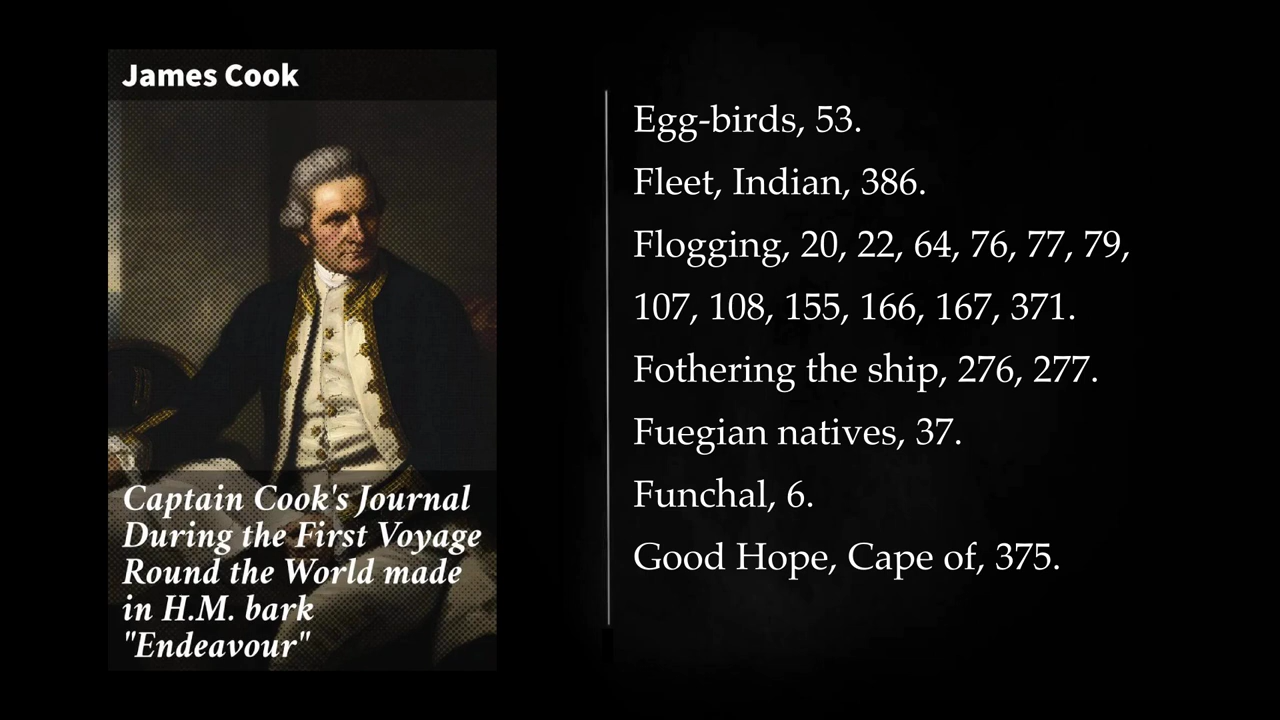 James Cook
Captain Cook's Journal
During the First Voyage
Round the World made
in H.M. bark
"Endeavour"
Egg-birds, 53.
Fleet, Indian, 386.
Flogging, 20, 22, 64, 76, 77, 79,
107, 108, 155, 166, 167, 371.
Fothering the ship, 276, 277.
Fuegian natives, 37.
Funchal, 6.
Good Hope, Cape of, 375.